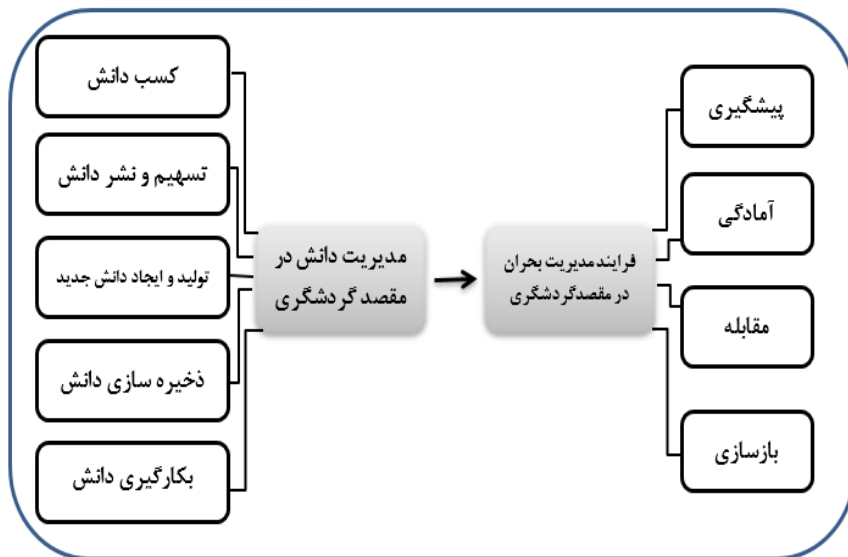 کسب دانش
تسهیم و نشر دانش
تولید و ایجاد دانش جدید
ذخیره سازی دانش
بکارگیری دانش
مدیریت دانش در
مقصد گردشگری
فرایند مدیریت بحران
در مقصدگردشگری
پیشگیری
آمادگی
مقابله
بازسازی